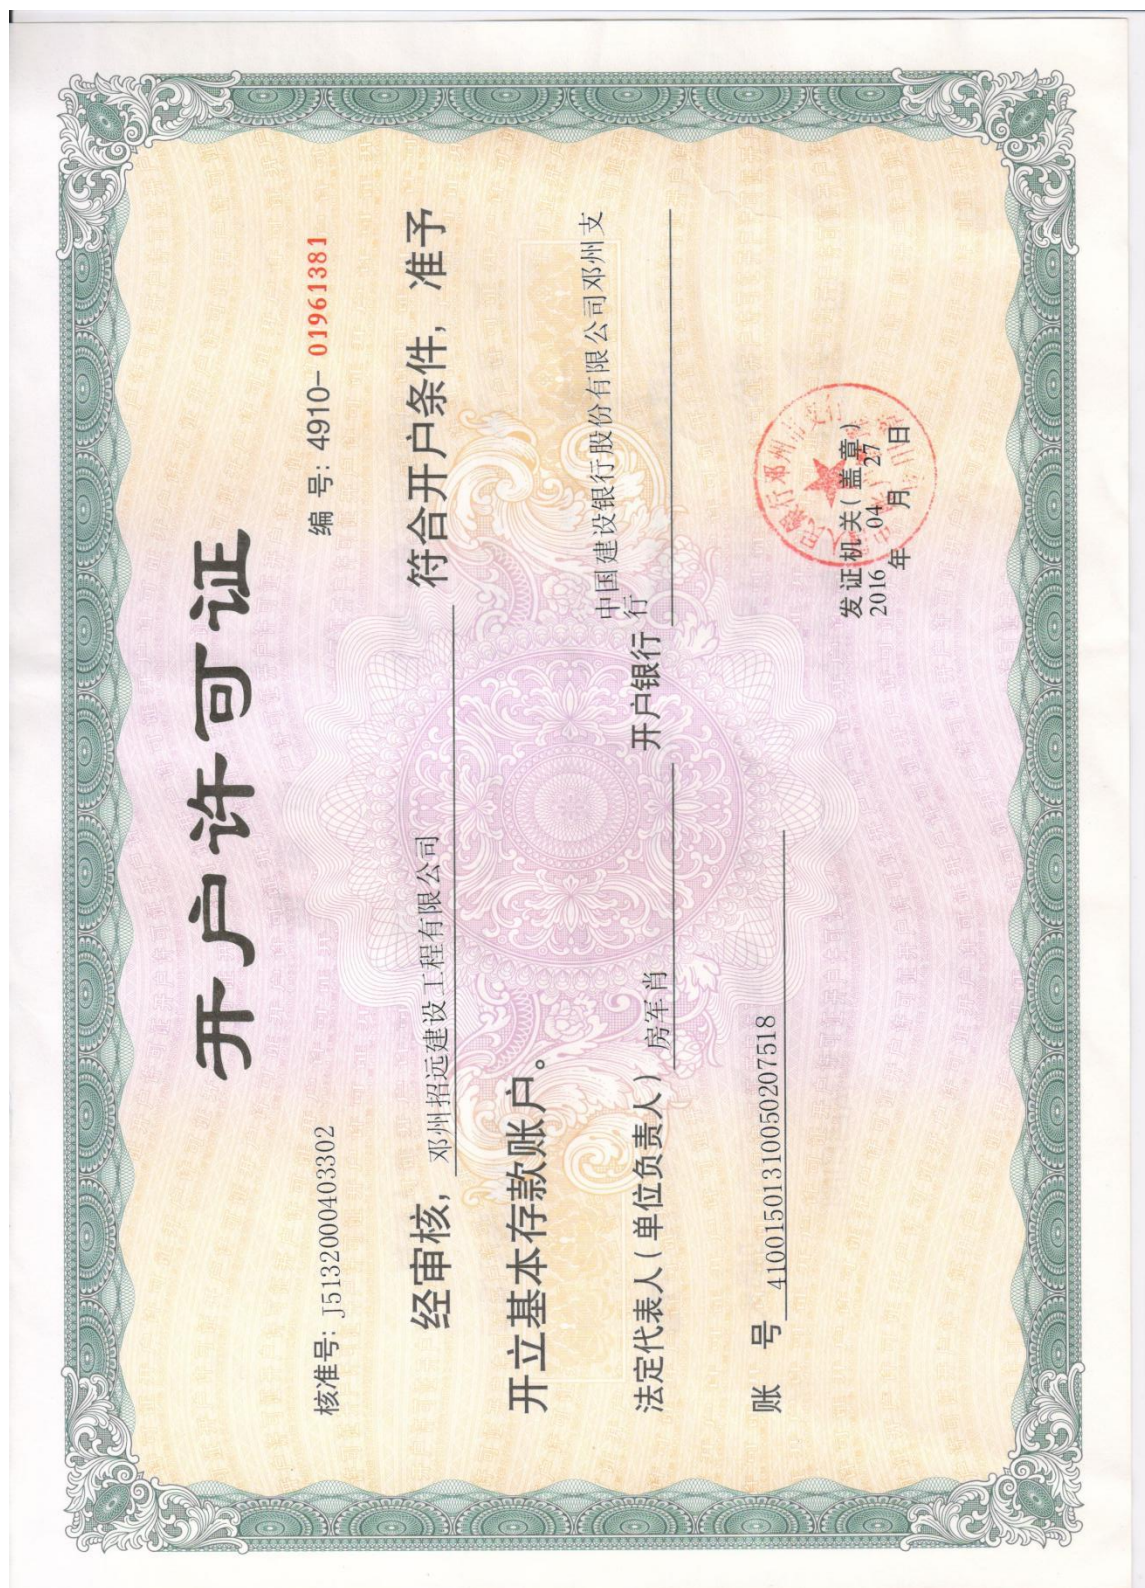 开户许可证
核准号: J5132000403302 编 号: 4910- 01961381
经审核, 邓州招远建设工程有限公司 符合开户条件, 准予
开立基本存款账户。
法定代表人(单位负责人) 房军肖 开户银行 中国建设银行股份有限公司邓州支
行
账 号 41001501310050207518
发证机关(盖章)
2016 年 04 月 27 日